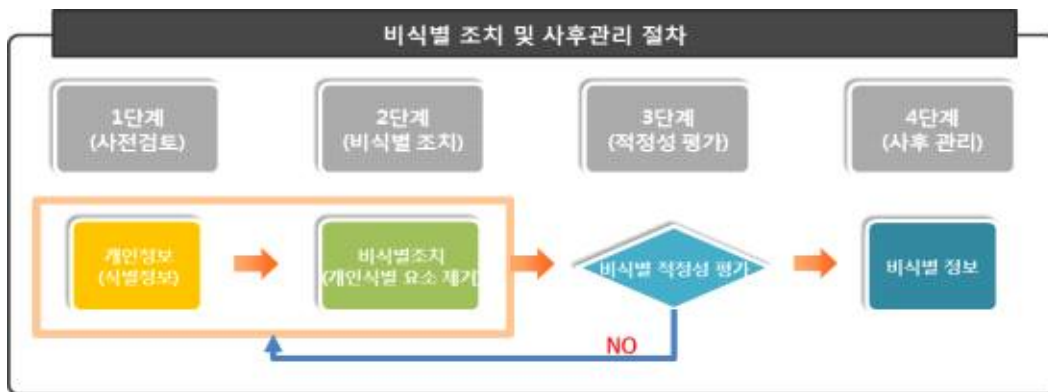 비식별 조치 및 사후관리 절차
1단계
(사전검토)
2단계
(비식별 조치)
3단계
(적정성 평가)
4단계
(사후 관리)
개인정보
(식별정보)
비식별조치
(개인식별 요소 제거)
비식별 적정성 평가
비식별 정보
NO